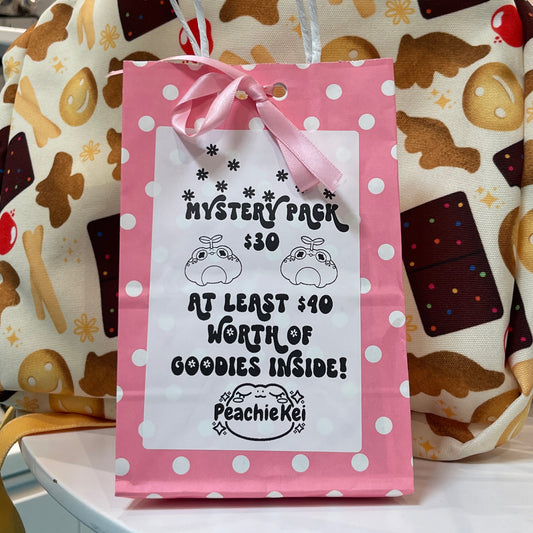 MYSTERY PACK
$30
AT LEAST $40
WORTH OF
GOODIES INSIDE!
PeachieKei